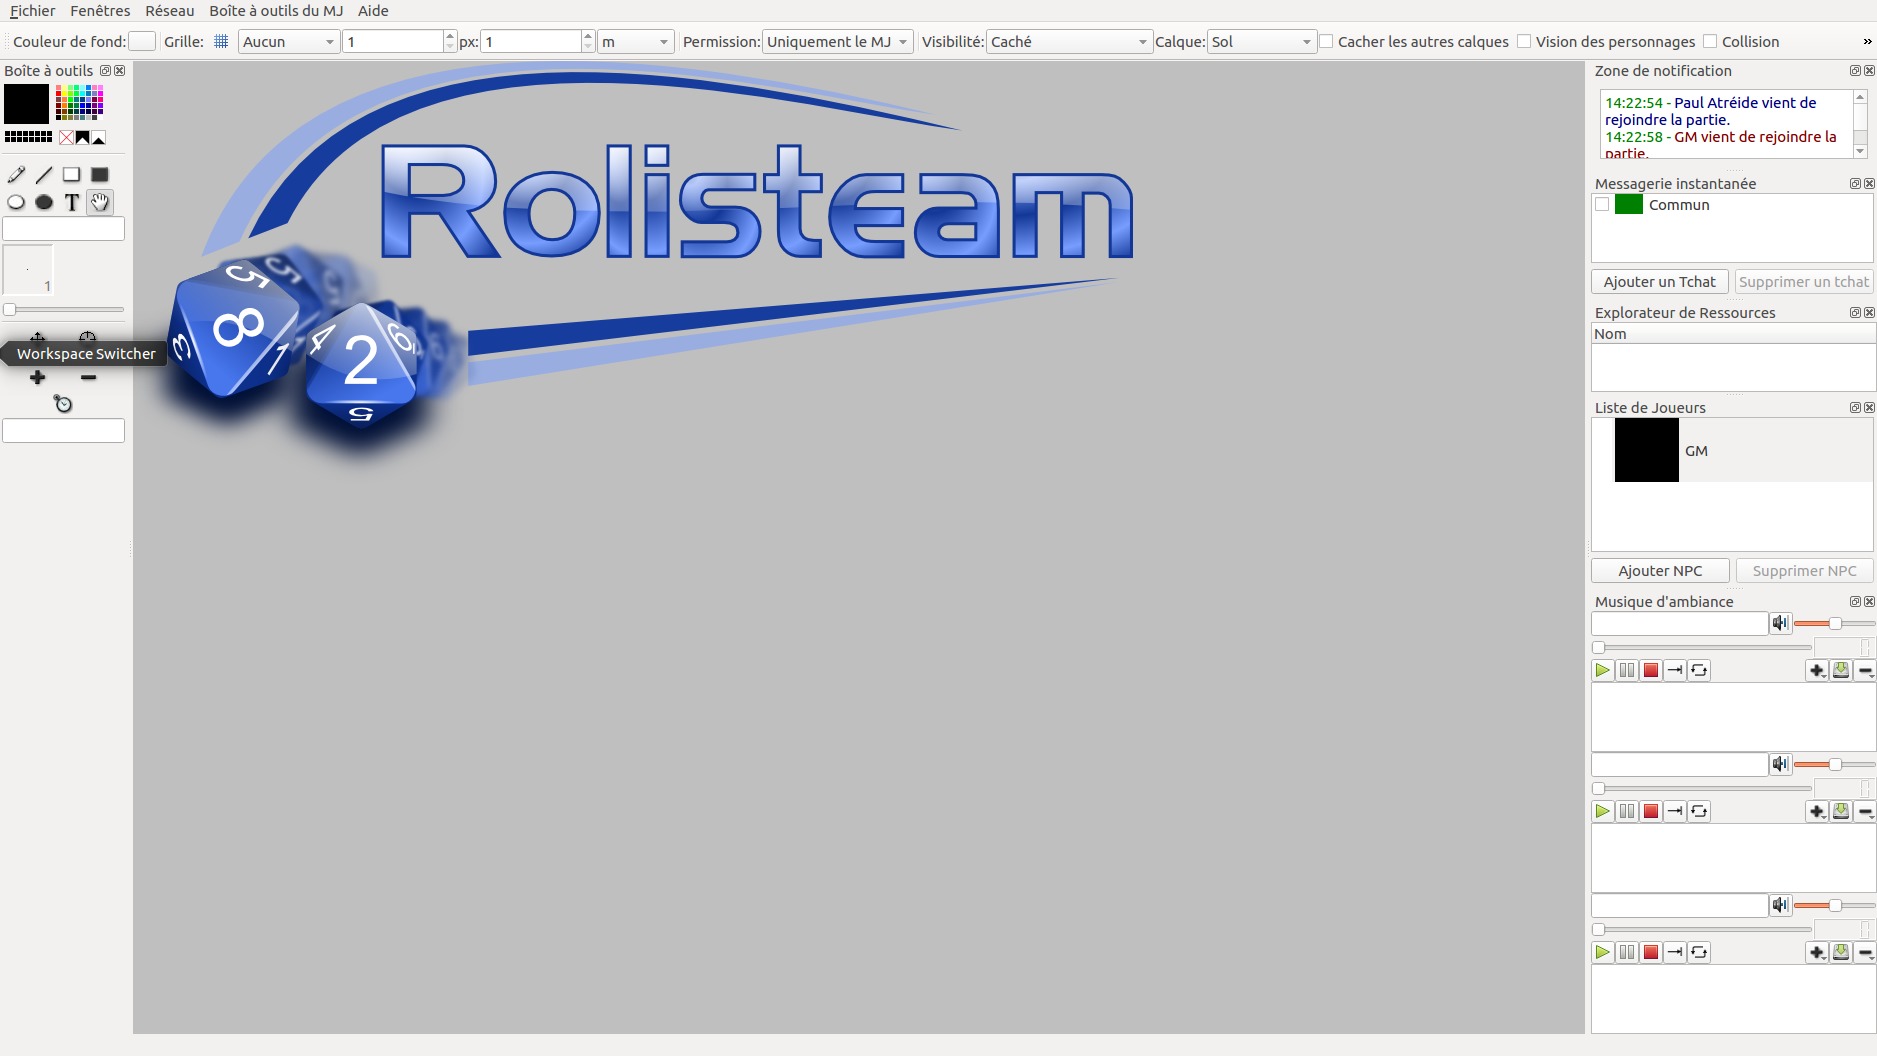 Fichier Fenêtres Réseau Boîte à outils du MJ Aide
Couleur de fond: Grille: Aucun 1 px: 1 m Permission: Uniquement le MJ Visibilité: Caché Calque: Sol Cacher les autres calques Vision des personnages Collision »
Boîte à outils
T
1
Workspace Switcher
Rolisteam
5 5 5
8 3 1
4 2 6 6
5
Zone de notification
14:22:54 - Paul Atréide vient de
rejoindre la partie.
14:22:58 - GM vient de rejoindre la
partie.
Messagerie instantanée
Commun
Ajouter un Tchat Supprimer un tchat
Explorateur de Ressources
Nom
Liste de Joueurs
GM
Ajouter NPC Supprimer NPC
Musique d'ambiance